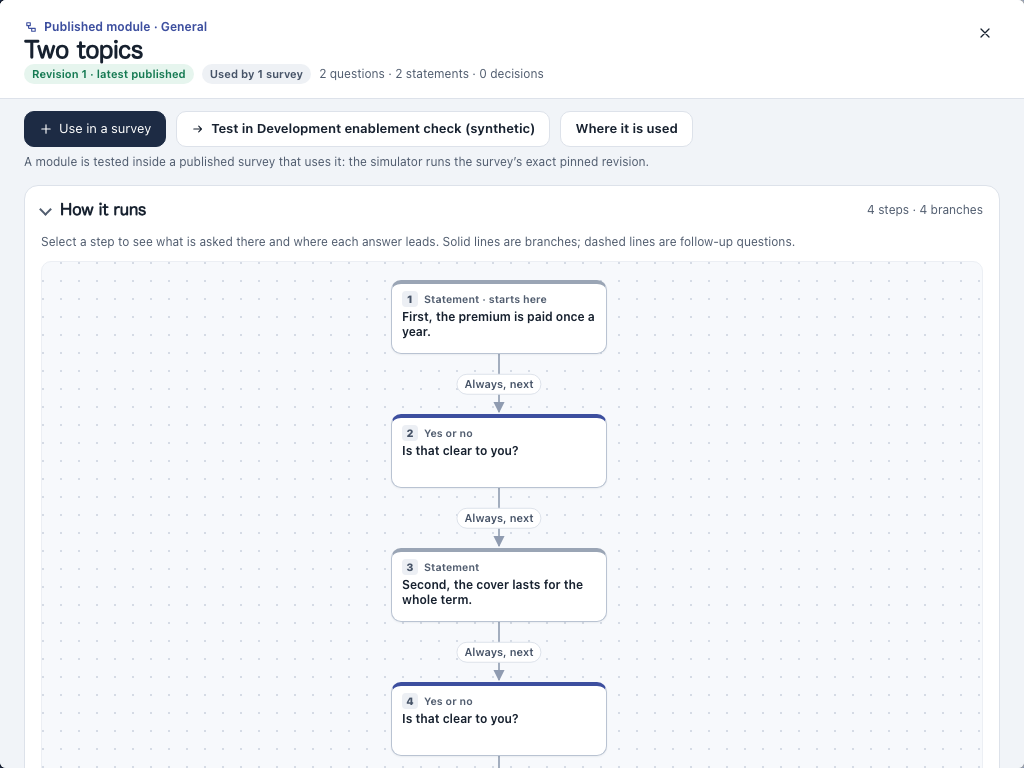 Published module · General
Two topics
Revision 1 · latest published
Used by 1 survey
2 questions · 2 statements · 0 decisions
Use in a survey
Test in Development enablement check (synthetic)
Where it is used
A module is tested inside a published survey that uses it: the simulator runs the survey's exact pinned revision.
How it runs
4 steps · 4 branches
Select a step to see what is asked there and where each answer leads. Solid lines are branches; dashed lines are follow-up questions.
1 Statement · starts here
First, the premium is paid once a
year.
Always, next
2 Yes or no
Is that clear to you?
Always, next
3 Statement
Second, the cover lasts for the
whole term.
Always, next
4 Yes or no
Is that clear to you?